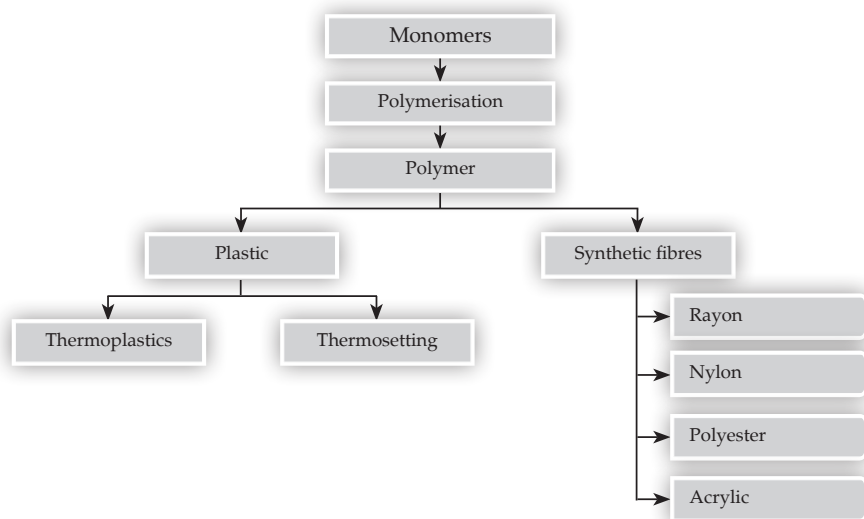 Monomers
Polymerisation
Polymer
Plastic
Synthetic fibres
Thermoplastics
Thermosetting
Rayon
Nylon
Polyester
Acrylic